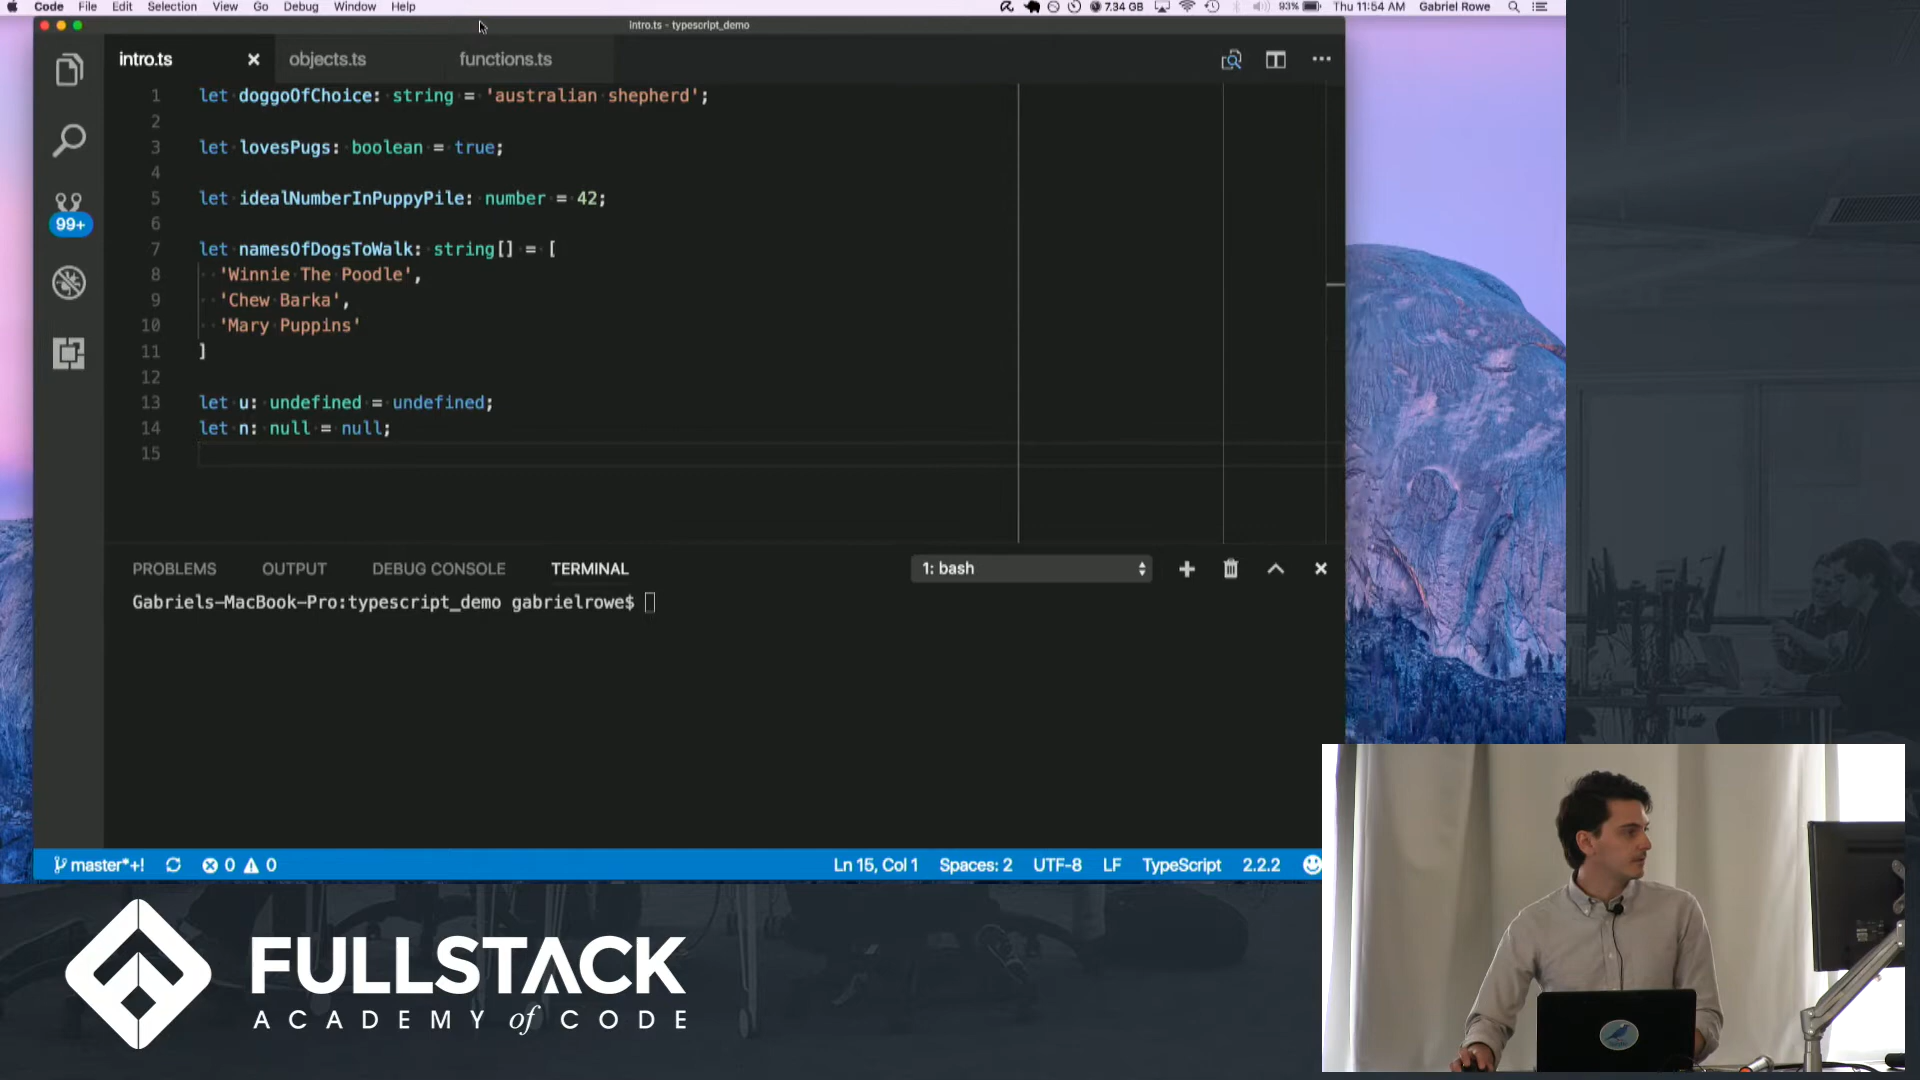 Code File Edit Selection View Go Debug Window Help 7.34 GB 93% Thu 11:54 AM Gabriel Rowe
intro.ts - typescript_demo
intro.ts objects.ts functions.ts
1 let doggoOfChoice: string = 'australian shepherd';
2
3 let lovesPugs: boolean = true;
4
5 let idealNumberInPuppyPile: number = 42;
6
99+
7 let namesOfDogsToWalk: string[] = [
8 'Winnie The Poodle',
9 'Chew Barka',
10 'Mary Puppins'
11 ]
12
13 let u: undefined = undefined;
14 let n: null = null;
15
PROBLEMS OUTPUT DEBUG CONSOLE TERMINAL 1: bash
Gabriels-MacBook-Pro:typescript_demo gabrielrowe$
master*+! 0 0 Ln 15, Col 1 Spaces: 2 UTF-8 LF TypeScript 2.2.2
FULLSTACK
ACADEMY of CODE